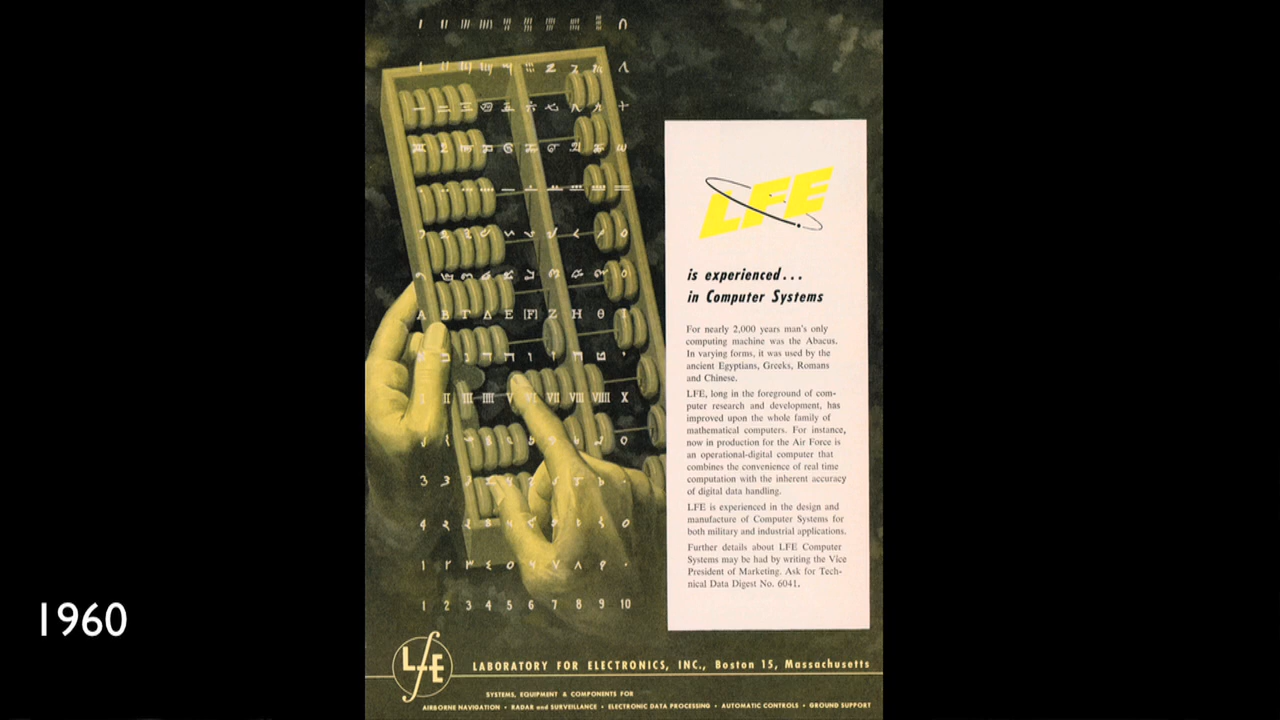 1960
A B Γ Δ E [F] Z H Θ I
I II III IIII V VI VII VIII VIIII X
1 2 3 4 5 6 7 8 9 10
LFE
is experienced...
in Computer Systems
For nearly 2,000 years man's only
computing machine was the Abacus.
In varying forms, it was used by the
ancient Egyptians, Greeks, Romans
and Chinese.
LFE, long in the foreground of com-
puter research and development, has
improved upon the whole family of
mathematical computers. For instance,
now in production for the Air Force is
an operational-digital computer that
combines the convenience of real time
computation with the inherent accuracy
of digital data handling.
LFE is experienced in the design and
manufacture of Computer Systems for
both military and industrial applications.
Further details about LFE Computer
Systems may be had by writing the Vice
President of Marketing. Ask for Tech-
nical Data Digest No. 6041.
LfE
LABORATORY FOR ELECTRONICS, INC., Boston 15, Massachusetts
SYSTEMS, EQUIPMENT & COMPONENTS FOR
AIRBORNE NAVIGATION • RADAR and SURVEILLANCE • ELECTRONIC DATA PROCESSING • AUTOMATIC CONTROLS • GROUND SUPPORT